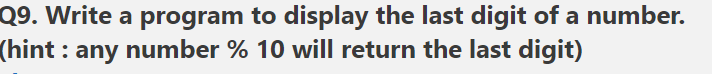 Q9. Write a program to display the last digit of a number.
(hint : any number % 10 will return the last digit)